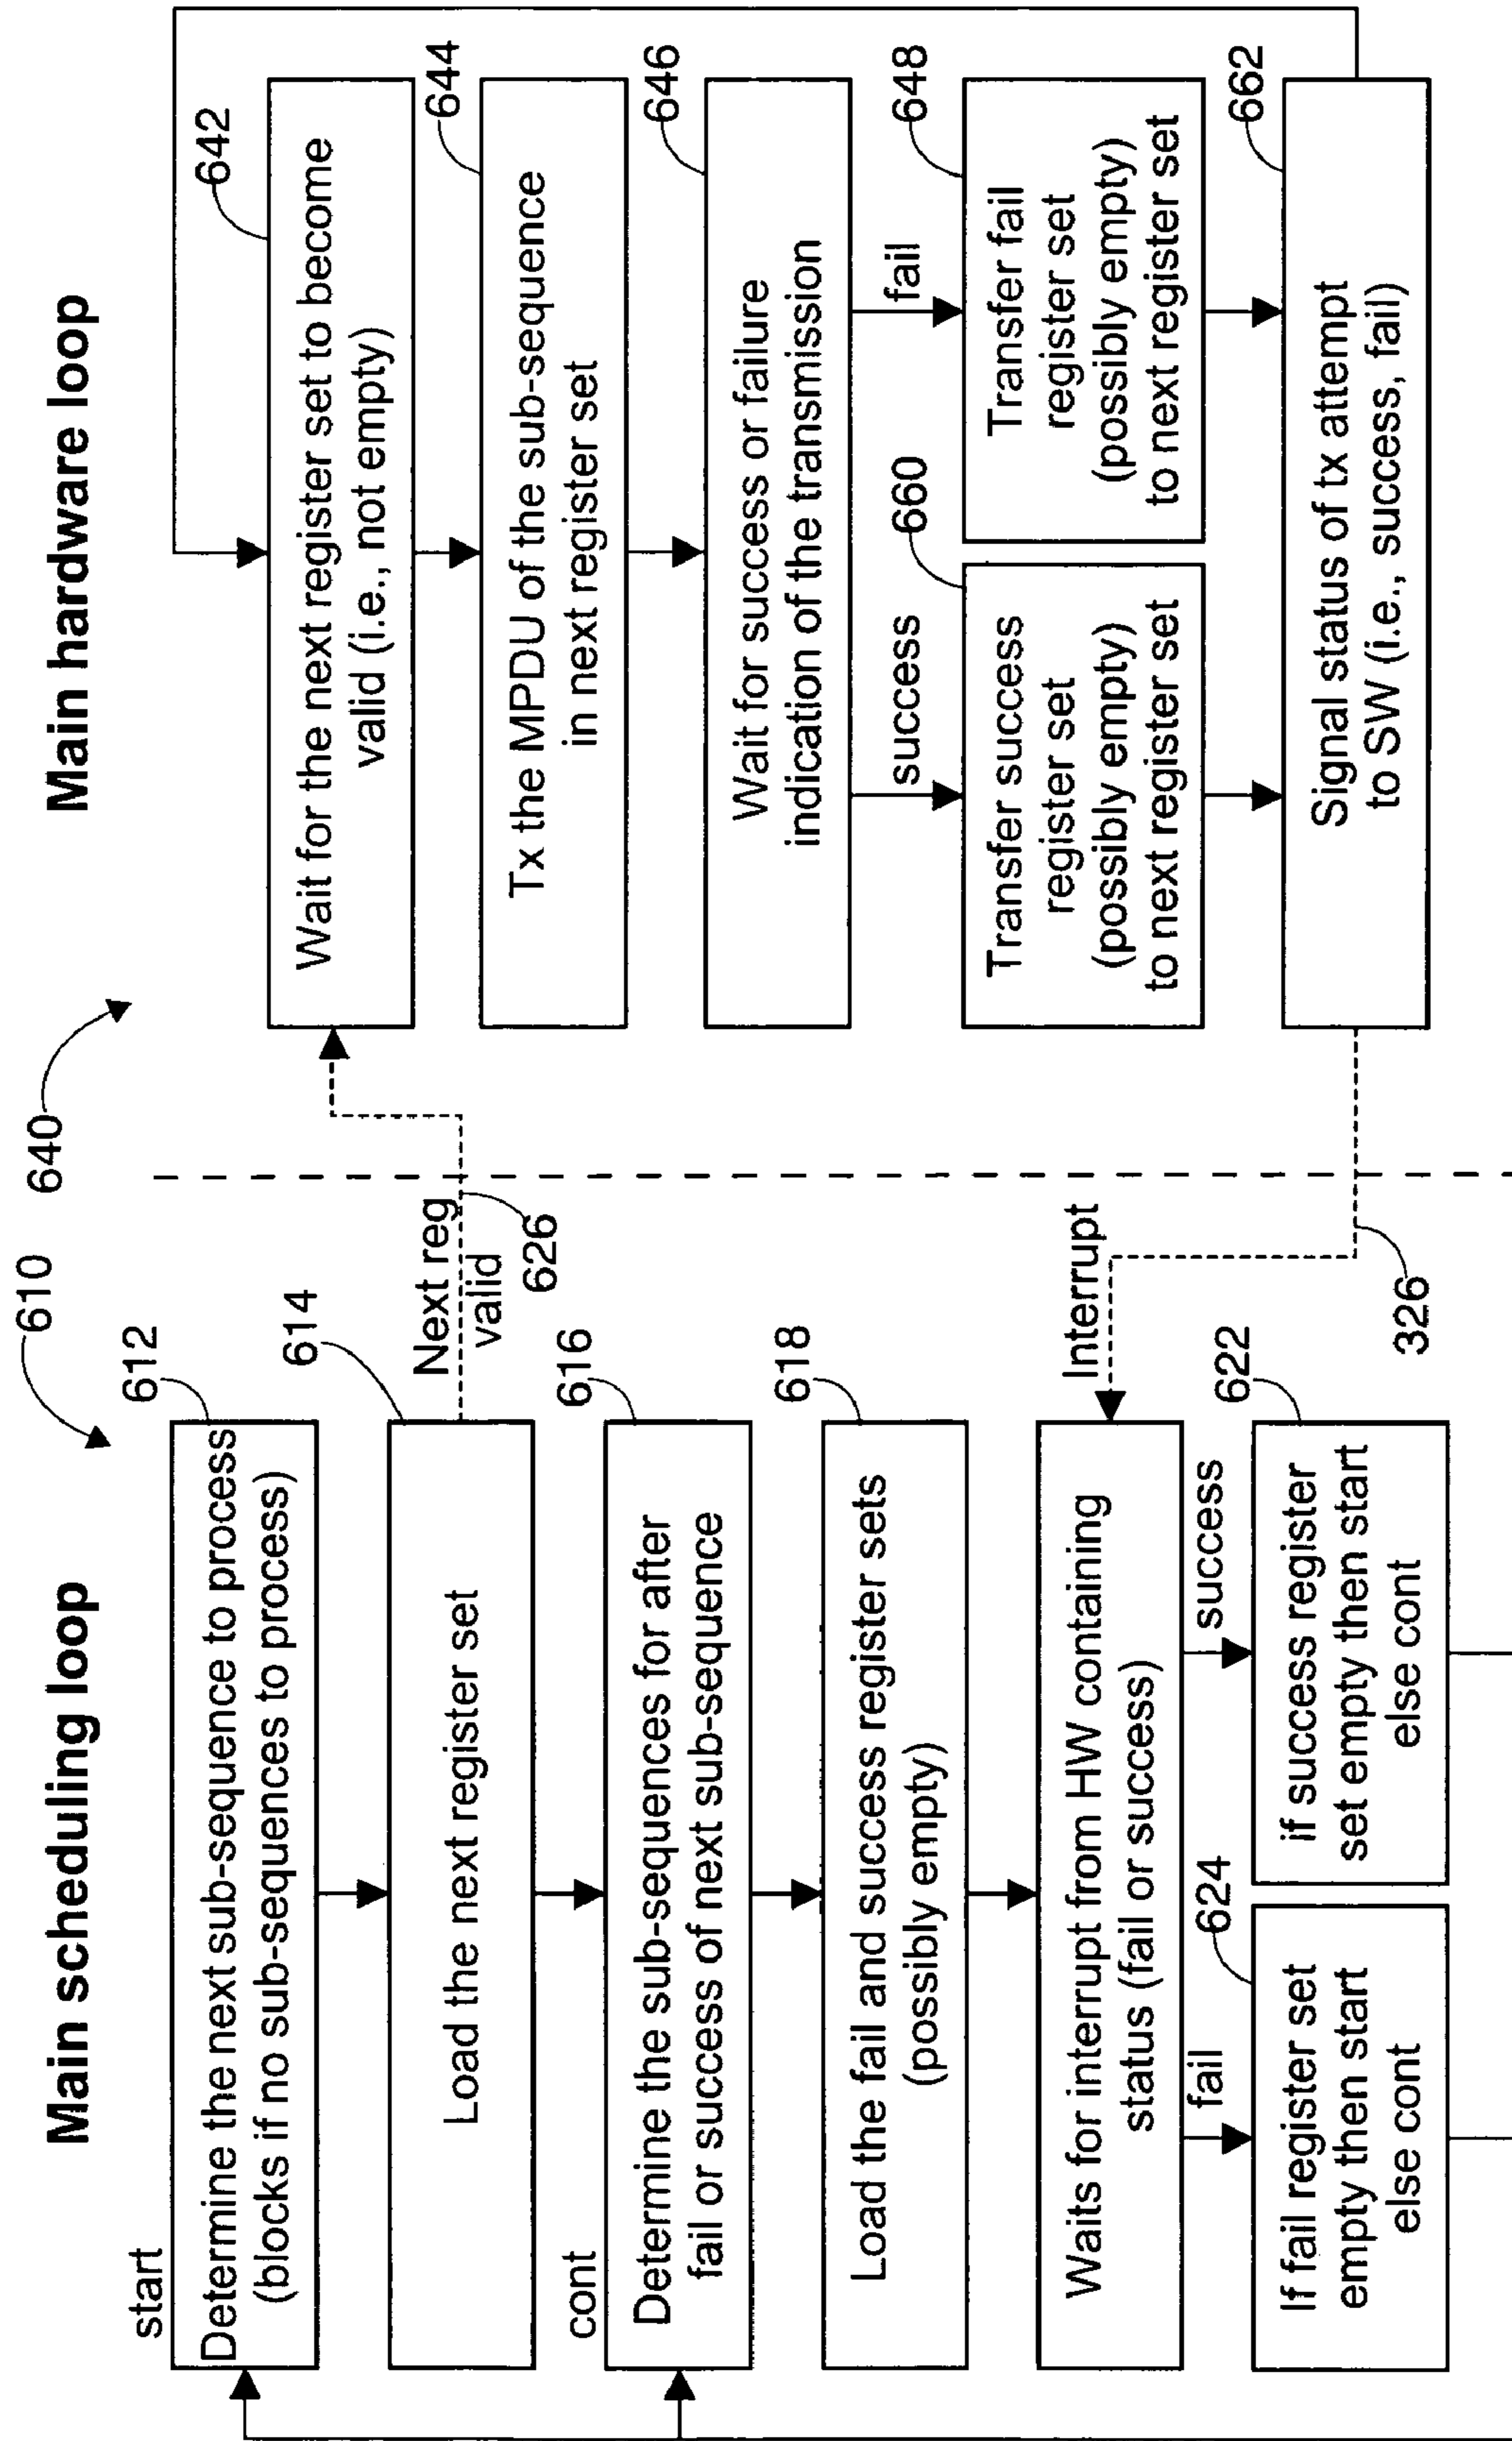 Main scheduling loop
610
start
612
Determine the next sub-sequence to process
(blocks if no sub-sequences to process)
614
Load the next register set
Next reg
valid
626
cont
616
Determine the sub-sequences for after
fail or success of next sub-sequence
618
Load the fail and success register sets
(possibly empty)
Interrupt
326
Waits for interrupt from HW containing
status (fail or success)
fail
success
624
622
If fail register set
empty then start
else cont
if success register
set empty then start
else cont
Main hardware loop
640
642
Wait for the next register set to become
valid (i.e., not empty)
644
Tx the MPDU of the sub-sequence
in next register set
646
Wait for success or failure
indication of the transmission
success
fail
660
648
Transfer success
register set
(possibly empty)
to next register set
Transfer fail
register set
(possibly empty)
to next register set
662
Signal status of tx attempt
to SW (i.e., success, fail)